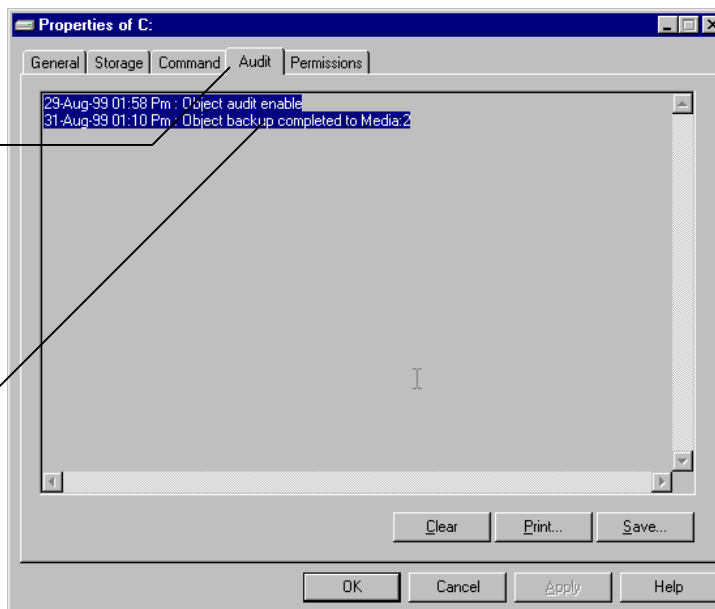 Properties of C:
General Storage Command Audit Permissions
29-Aug-99 01:58 Pm : Object audit enable
31-Aug-99 01:10 Pm : Object backup completed to Media:2
Clear Print... Save...
OK Cancel Apply Help